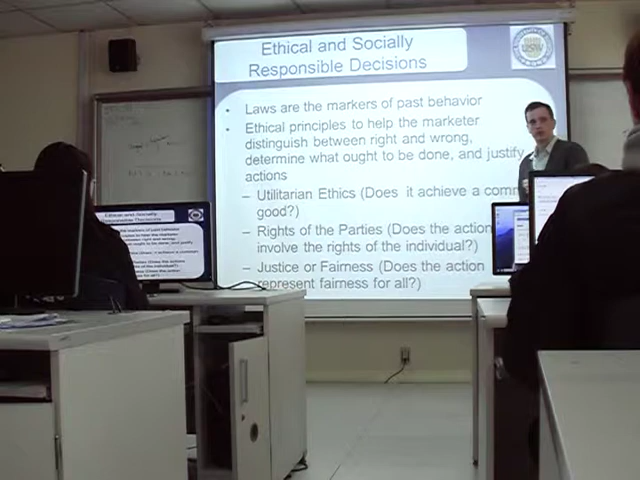 Ethical and Socially
Responsible Decisions
• Laws are the markers of past behavior
• Ethical principles to help the marketer
distinguish between right and wrong,
determine what ought to be done, and justify
actions
– Utilitarian Ethics (Does it achieve a comm
good?)
– Rights of the Parties (Does the action
involve the rights of the individual?)
– Justice or Fairness (Does the action
represent fairness for all?)